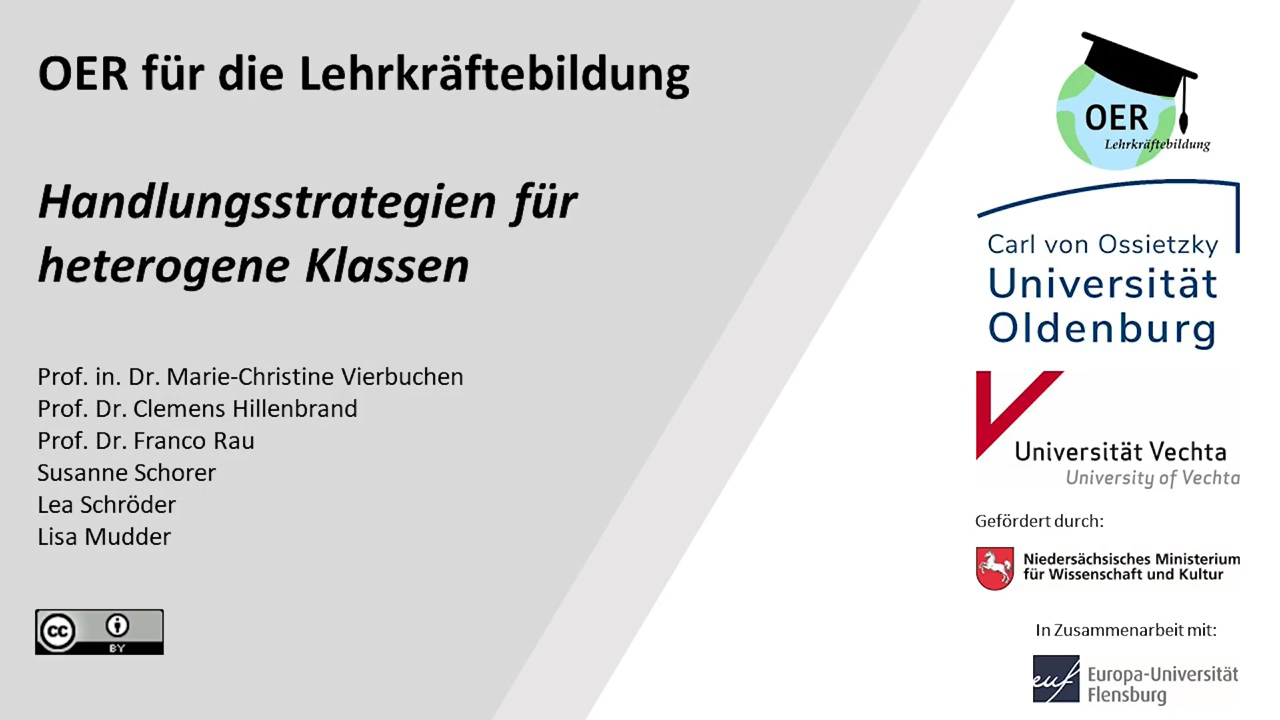 OER für die Lehrkräftebildung
Handlungsstrategien für
heterogene Klassen
Prof. in. Dr. Marie-Christine Vierbuchen
Prof. Dr. Clemens Hillenbrand
Prof. Dr. Franco Rau
Susanne Schorer
Lea Schröder
Lisa Mudder
cc
BY
OER
Lehrkräftebildung
Carl von Ossietzky
Universität
Oldenburg
Universität Vechta
University of Vechta
Gefördert durch:
Niedersächsisches Ministerium
für Wissenschaft und Kultur
In Zusammenarbeit mit:
euf
Europa-Universität
Flensburg